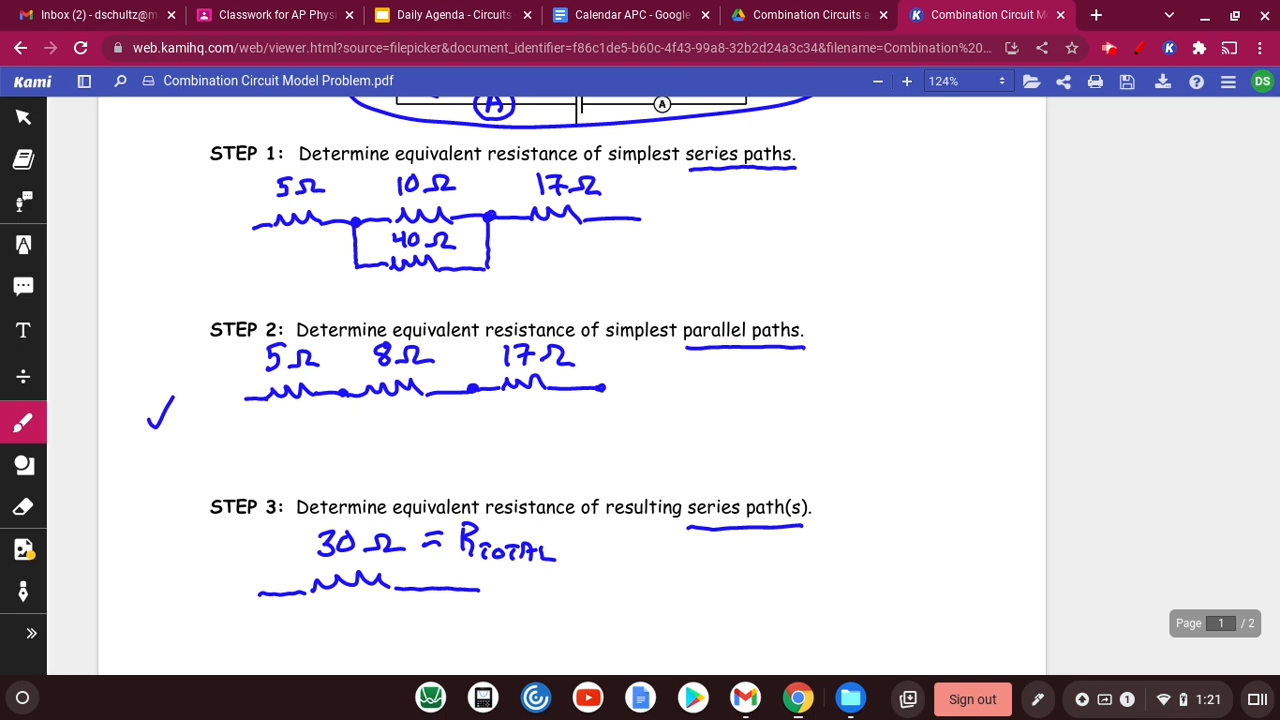 Inbox (2) - dschultz@m
Classwork for AP Phys
Daily Agenda - Circuits
Calendar APC - Google
Combination Circuits a
Combination Circuit Mo
web.kamihq.com/web/viewer.html?source=filepicker&document_identifier=f86c1de5-b60c-4f43-99a8-32b2d24a3c34&filename=Combination%20...
Kami
Combination Circuit Model Problem.pdf
124%
DS
A
A
STEP 1: Determine equivalent resistance of simplest series paths.
5Ω 10Ω 17Ω
40Ω
STEP 2: Determine equivalent resistance of simplest parallel paths.
5Ω 8Ω 17Ω
STEP 3: Determine equivalent resistance of resulting series path(s).
30Ω = RTOTAL
Page 1 / 2
Sign out
1
1:21